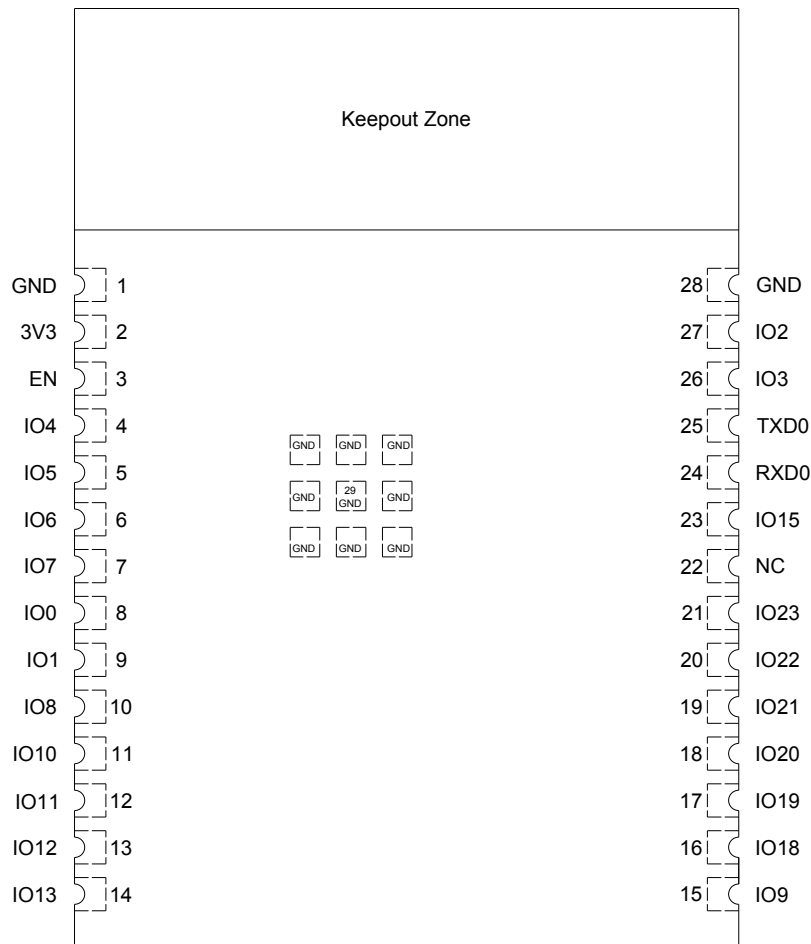 Keepout Zone
GND 1 28 GND
3V3 2 27 IO2
EN 3 26 IO3
IO4 4 25 TXD0
GND GND GND
IO5 5 24 RXD0
GND 29 GND GND
IO6 6 23 IO15
GND GND GND
IO7 7 22 NC
IO0 8 21 IO23
IO1 9 20 IO22
IO8 10 19 IO21
IO10 11 18 IO20
IO11 12 17 IO19
IO12 13 16 IO18
IO13 14 15 IO9